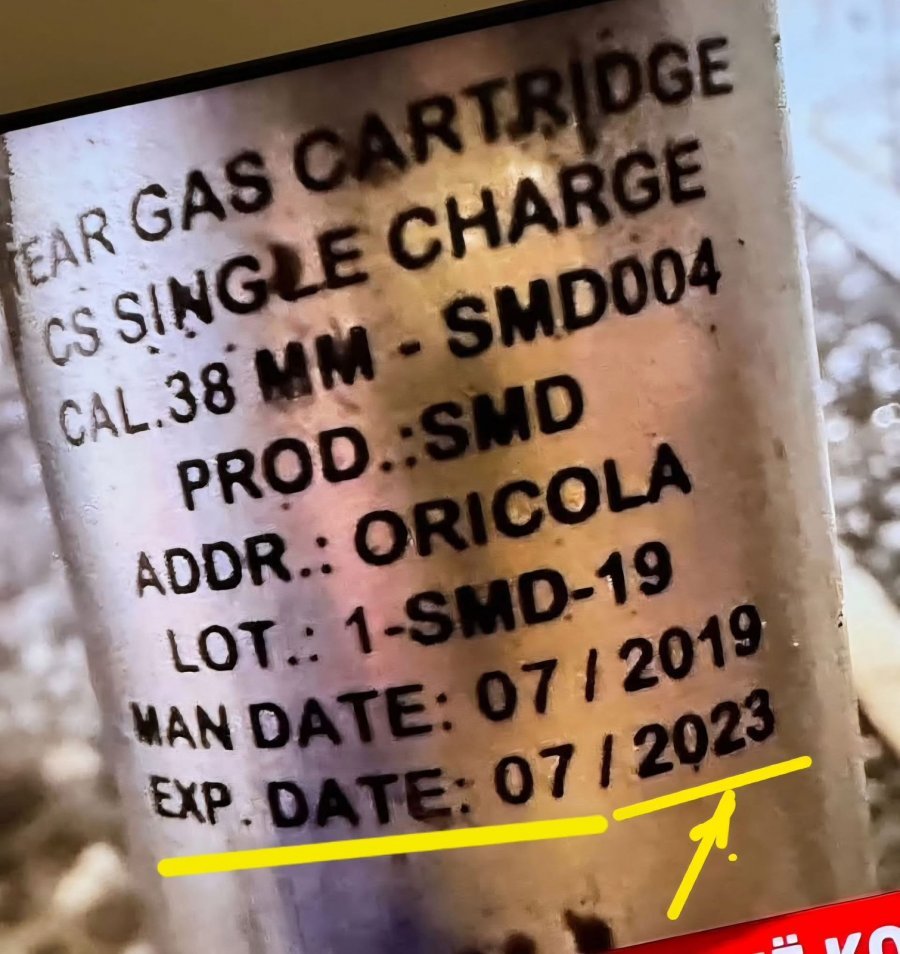 EAR GAS CARTRIDGE
CS SINGLE CHARGE
CAL.38 MM - SMD004
PROD.:SMD
ADDR.: ORICOLA
LOT.: 1-SMD-19
MAN DATE: 07 / 2019
EXP. DATE: 07 / 2023